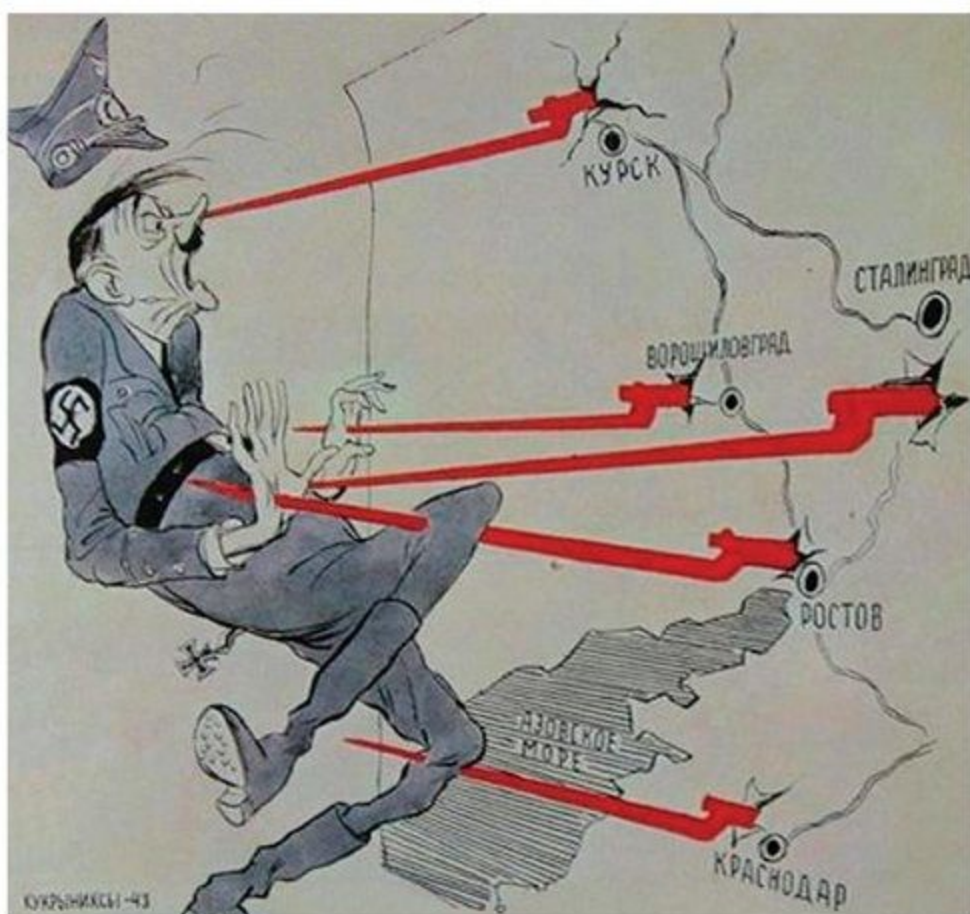 КУРСК
СТАЛИНГРАД
ВОРОШИЛОВГРАД
РОСТОВ
АЗОВСКОЕ
МОРЕ
КРАСНОДАР
КУКРЫНИКСЫ-43